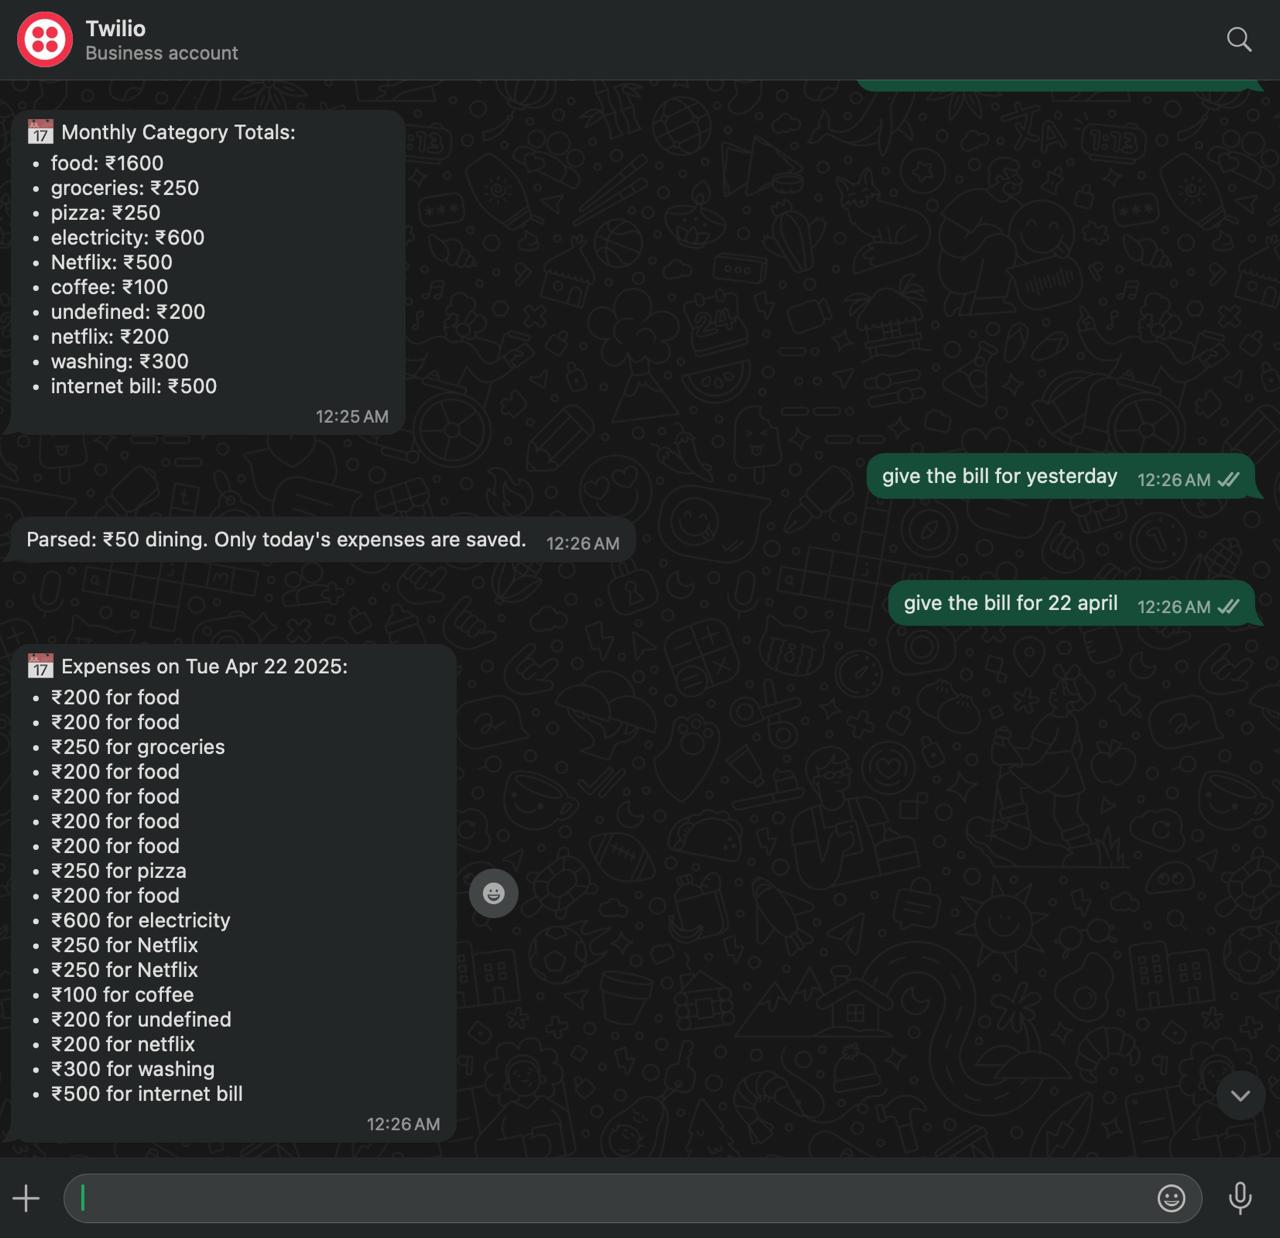 Twilio
Business account
17 Monthly Category Totals:
• food: ₹1600
• groceries: ₹250
• pizza: ₹250
• electricity: ₹600
• Netflix: ₹500
• coffee: ₹100
• undefined: ₹200
• netflix: ₹200
• washing: ₹300
• internet bill: ₹500
12:25 AM
give the bill for yesterday 12:26 AM
Parsed: ₹50 dining. Only today's expenses are saved. 12:26 AM
give the bill for 22 april 12:26 AM
17 Expenses on Tue Apr 22 2025:
• ₹200 for food
• ₹200 for food
• ₹250 for groceries
• ₹200 for food
• ₹200 for food
• ₹200 for food
• ₹200 for food
• ₹250 for pizza
• ₹200 for food
• ₹600 for electricity
• ₹250 for Netflix
• ₹250 for Netflix
• ₹100 for coffee
• ₹200 for undefined
• ₹200 for netflix
• ₹300 for washing
• ₹500 for internet bill
12:26 AM